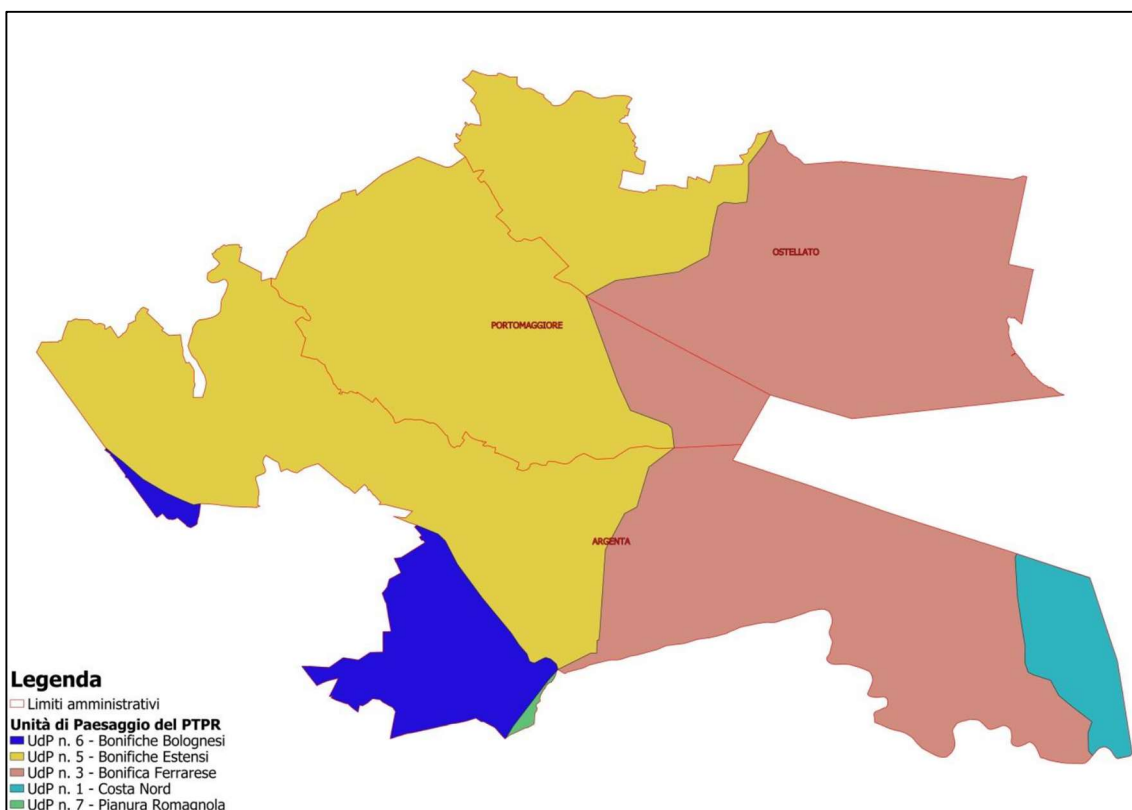 OSTELLATO
PORTOMAGGIORE
ARGENTA
Legenda
Limiti amministrativi
Unità di Paesaggio del PTPR
UdP n. 6 - Bonifiche Bolognesi
UdP n. 5 - Bonifiche Estensi
UdP n. 3 - Bonifica Ferrarese
UdP n. 1 - Costa Nord
UdP n. 7 - Pianura Romagnola